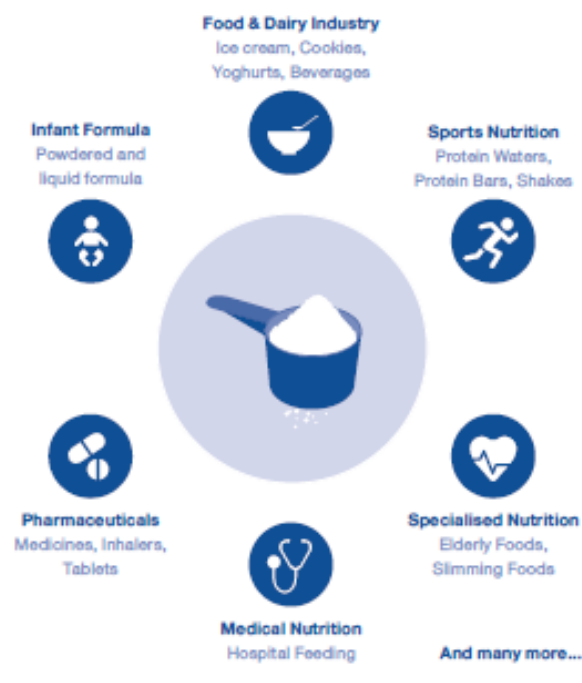 Food & Dairy Industry
Ice cream, Cookies,
Yoghurts, Beverages
Infant Formula
Powdered and
liquid formula
Sports Nutrition
Protein Waters,
Protein Bars, Shakes
Pharmaceuticals
Medicines, Inhalers,
Tablets
Specialised Nutrition
Elderly Foods,
Slimming Foods
Medical Nutrition
Hospital Feeding
And many more...